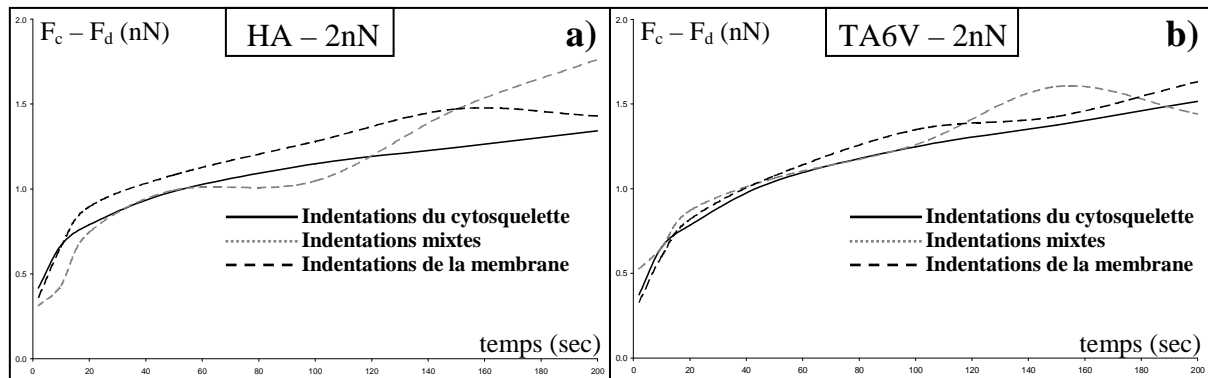 2.0
F_c – F_d (nN)
HA – 2nN
a)
1.5
1.0
Indentations du cytosquelette
Indentations mixtes
Indentations de la membrane
0.5
temps (sec)
0.0
0 20 40 60 80 100 120 140 160 180 200
2.0
F_c – F_d (nN)
TA6V – 2nN
b)
1.5
1.0
Indentations du cytosquelette
Indentations mixtes
Indentations de la membrane
0.5
temps (sec)
0.0
0 20 40 60 80 100 120 140 160 180 200